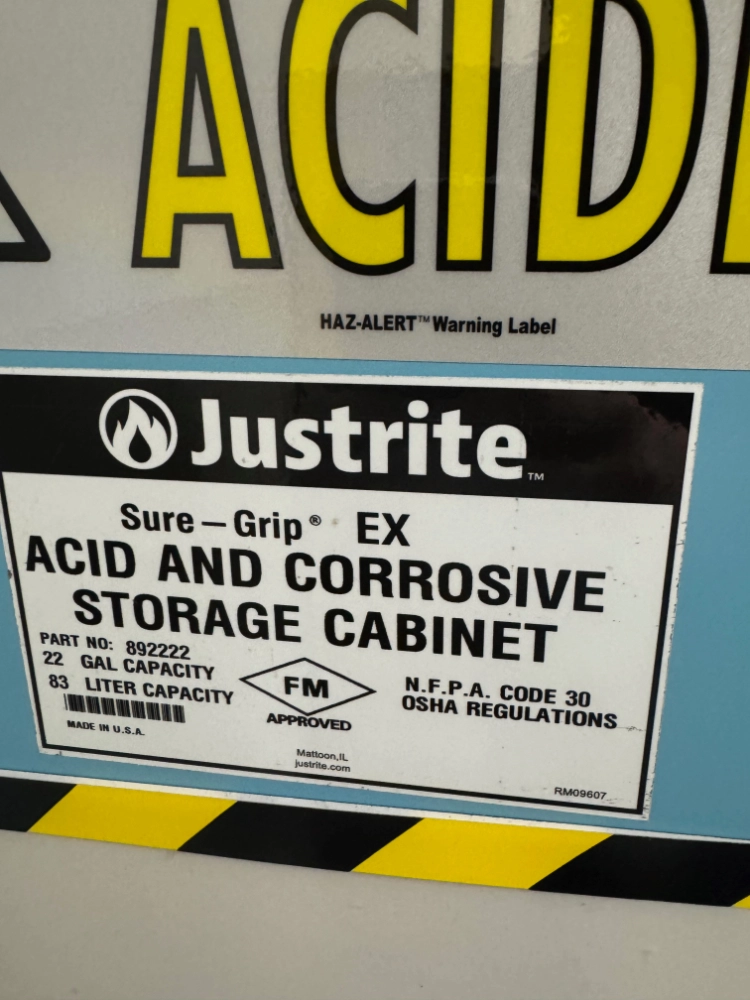 ACID
HAZ-ALERT™ Warning Label
Justrite™
Sure-Grip® EX
ACID AND CORROSIVE
STORAGE CABINET
PART NO: 892222
22 GAL CAPACITY
83 LITER CAPACITY
MADE IN U.S.A.
FM
APPROVED
N.F.P.A. CODE 30
OSHA REGULATIONS
Mattoon,IL
justrite.com
RM09607